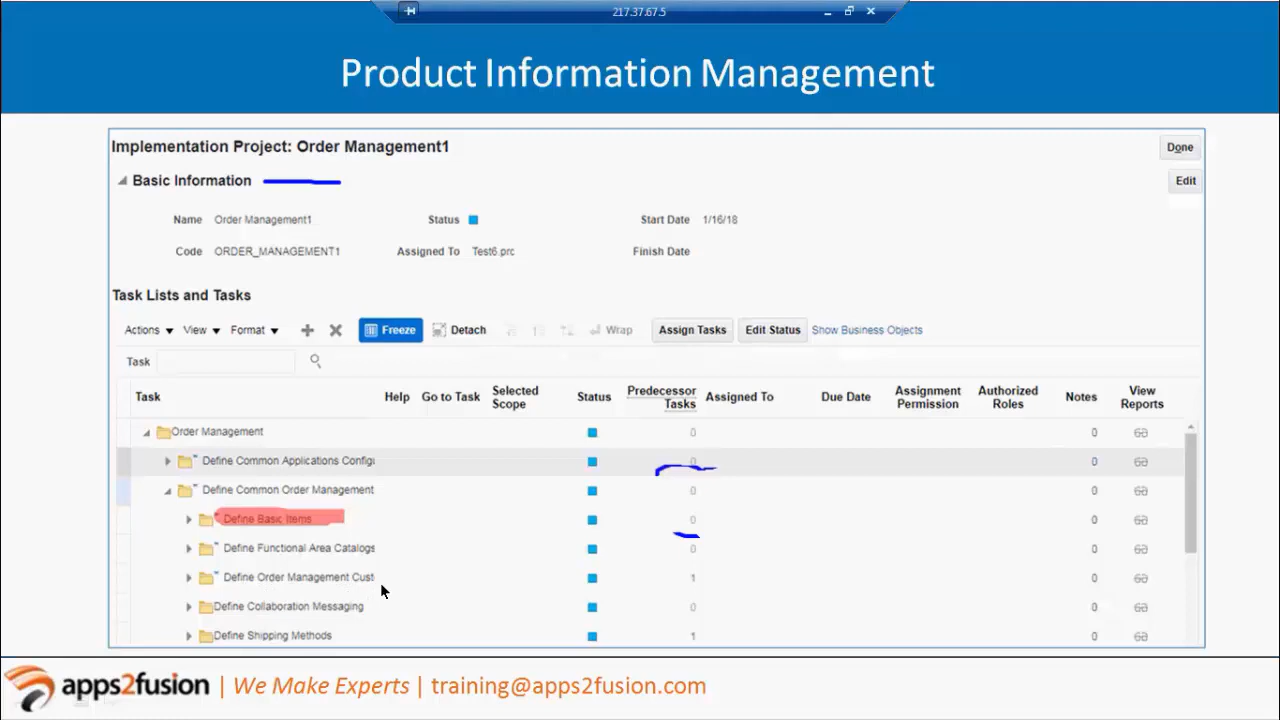 217.37.67.5
Product Information Management
Implementation Project: Order Management1
Done
Basic Information
Edit
Name Order Management1 Status Start Date 1/16/18
Code ORDER_MANAGEMENT1 Assigned To Test6.prc Finish Date
Task Lists and Tasks
Actions View Format Freeze Detach Wrap Assign Tasks Edit Status Show Business Objects
Task
Task Help Go to Task Selected Scope Status Predecessor Tasks Assigned To Due Date Assignment Permission Authorized Roles Notes View Reports
Order Management 0 0
Define Common Applications Configu 0 0
Define Common Order Management 0 0
Define Basic Items 0 0
Define Functional Area Catalogs 0 0
Define Order Management Cust 1 0
Define Collaboration Messaging 0 0
Define Shipping Methods 1 0
apps2fusion | We Make Experts | training@apps2fusion.com